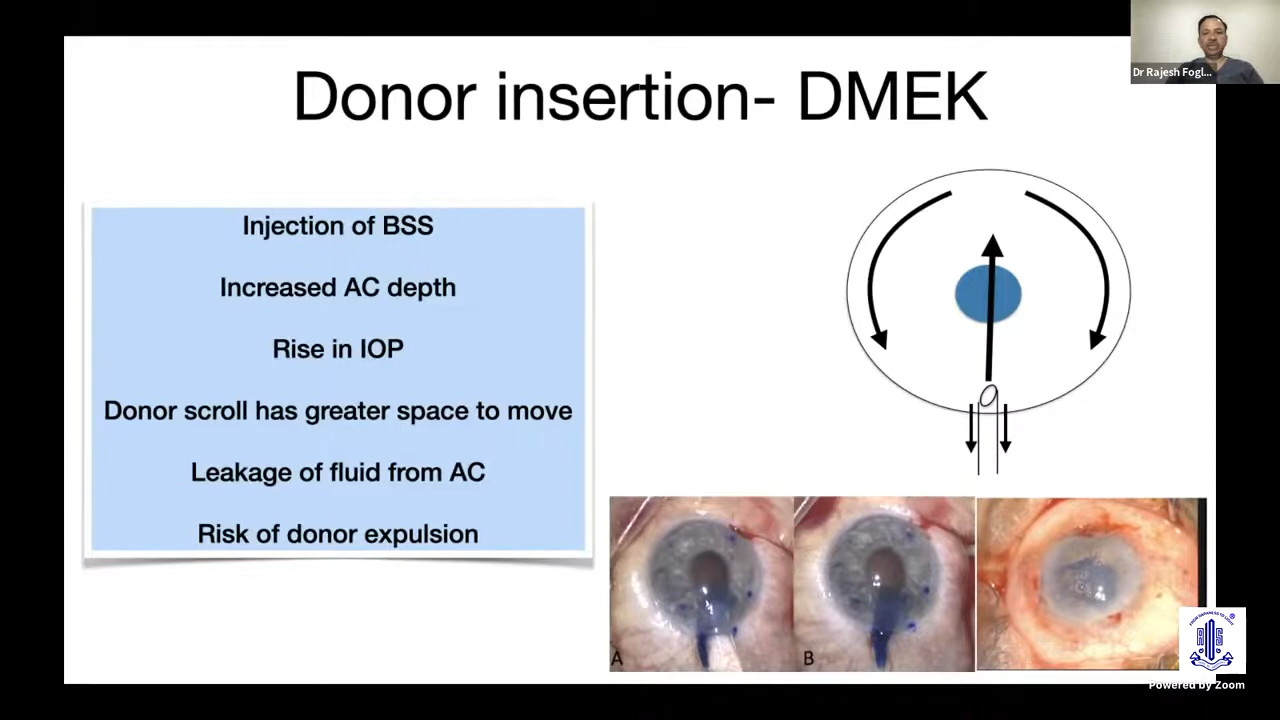 Dr Rajesh Fogl...
Donor insertion- DMEK
Injection of BSS
Increased AC depth
Rise in IOP
Donor scroll has greater space to move
Leakage of fluid from AC
Risk of donor expulsion
A
B
Powered by Zoom